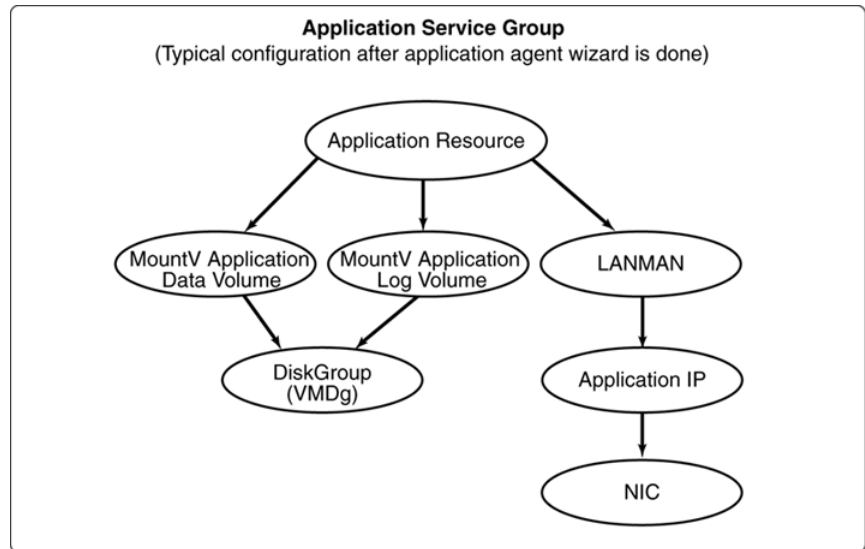 Application Service Group
(Typical configuration after application agent wizard is done)
Application Resource
MountV Application
Data Volume
MountV Application
Log Volume
LANMAN
DiskGroup
(VMDg)
Application IP
NIC